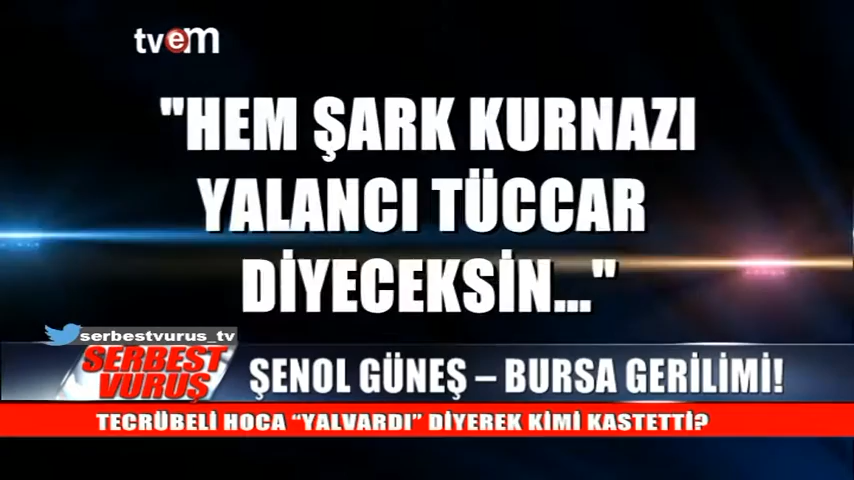 tvem
"HEM ŞARK KURNAZI
YALANCI TÜCCAR
DİYECEKSİN..."
serbestvurus_tv
SERBEST
VURUŞ
ŞENOL GÜNEŞ – BURSA GERİLİMİ!
TECRÜBELİ HOCA “YALVARDI” DİYEREK KİMİ KASTETTİ?